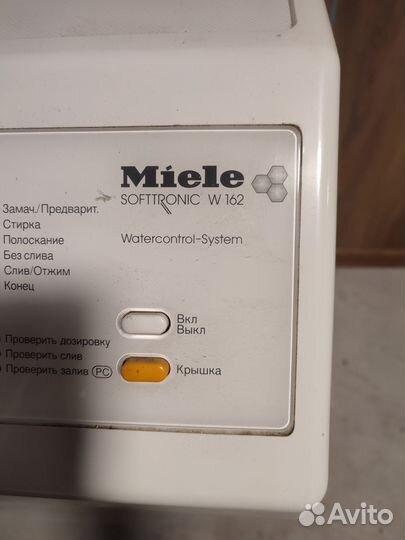 Miele
SOFTTRONIC W 162
Замач./Предварит.
Стирка
Полоскание
Без слива
Слив/Отжим
Конец
Watercontrol-System
Вкл
Выкл
Проверить дозировку
Проверить слив
Проверить залив (PC)
Крышка
Avito